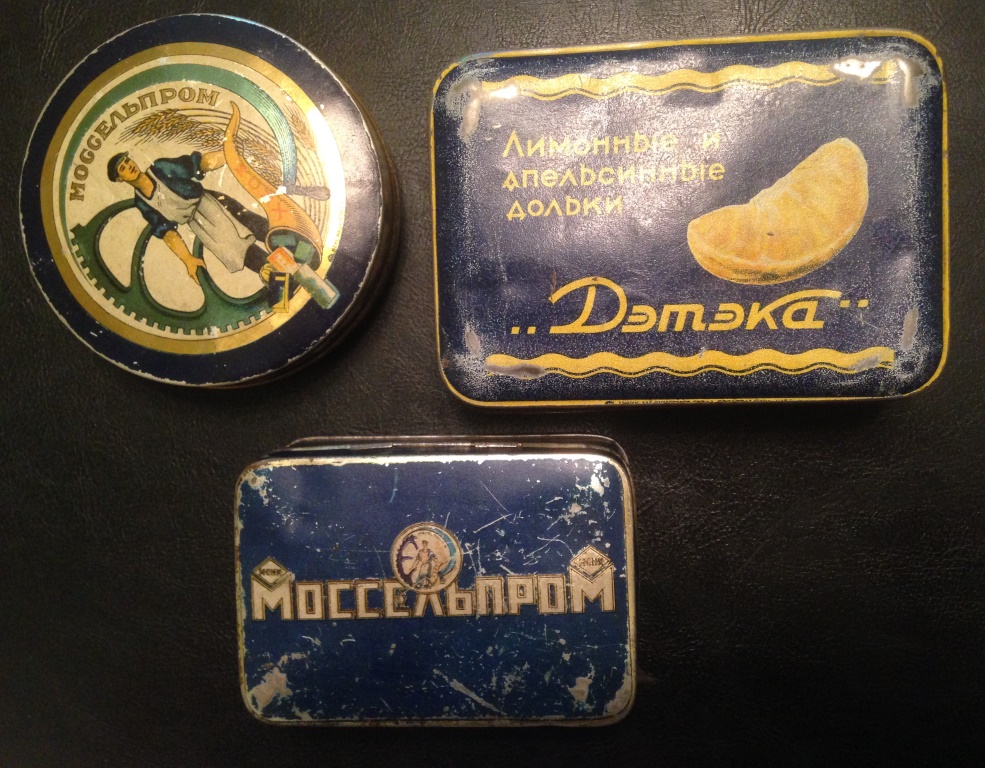 МОССЕЛЬПРОМ
Лимонные и
апельсинные
дольки
„Дэтэка“
МОССЕЛЬПРОМ